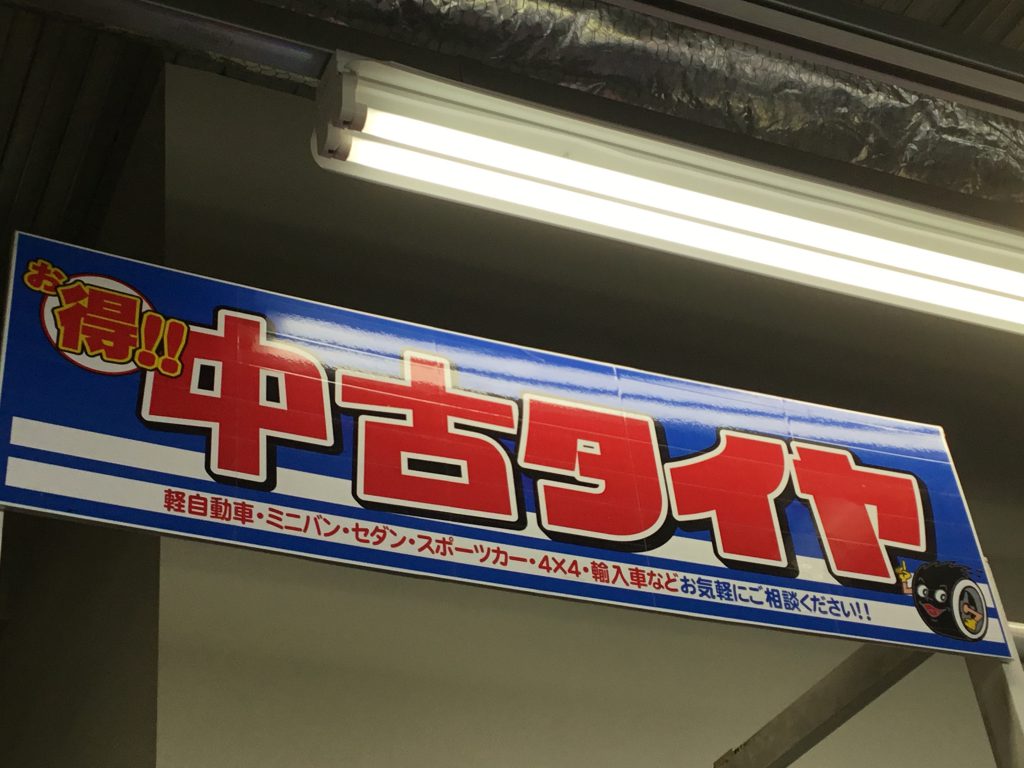 お得!!
中古タイヤ
軽自動車・ミニバン・セダン・スポーツカー・4×4・輸入車などお気軽にご相談ください!!